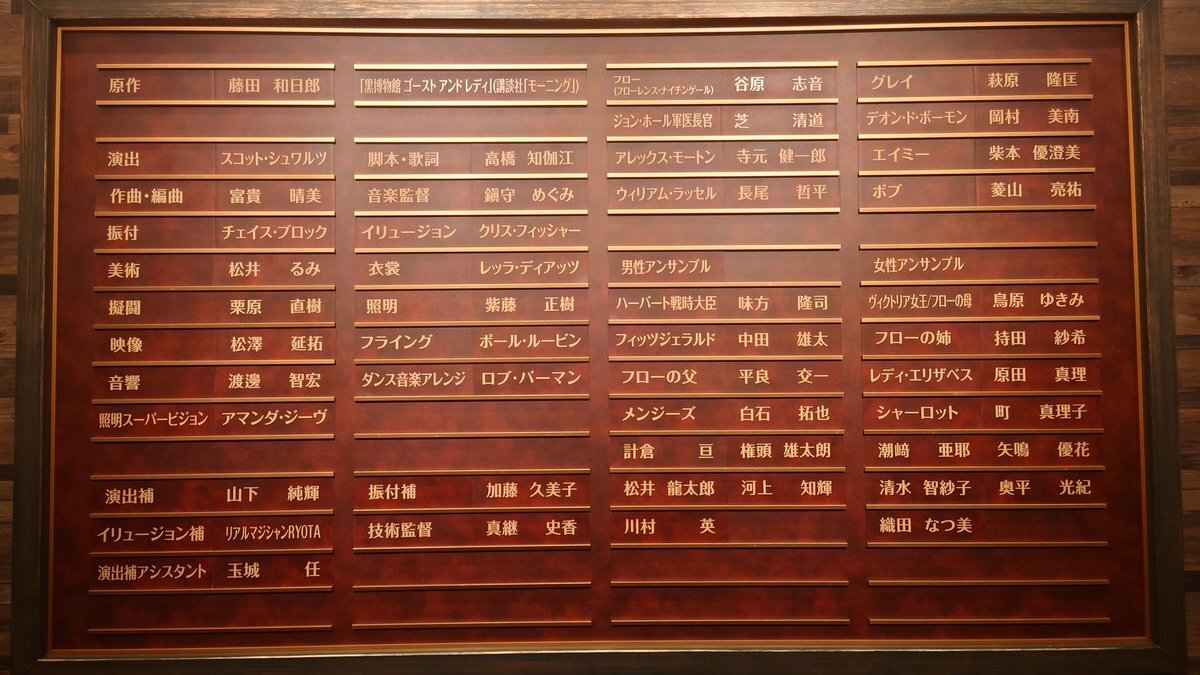 原作 藤田 和日郎
「黒博物館 ゴースト アンド レディ」(講談社「モーニング」)
演出 スコット・シュワルツ
脚本・歌詞 高橋 知伽江
作曲・編曲 富貴 晴美
音楽監督 鎭守 めぐみ
振付 チェイス・ブロック
イリュージョン クリス・フィッシャー
美術 松井 るみ
衣裳 レッラ・ディアッツ
擬闘 栗原 直樹
照明 紫藤 正樹
映像 松澤 延拓
フライング ポール・ルービン
音響 渡邊 智宏
ダンス音楽アレンジ ロブ・バーマン
照明スーパービジョン アマンダ・ジーヴ
演出補 山下 純輝
振付補 加藤 久美子
イリュージョン補 リアルマジシャンRYOTA
技術監督 真継 史香
演出補アシスタント 玉城 任
フロー
(フローレンス・ナイチンゲール) 谷原 志音
グレイ 萩原 隆匡
ジョン・ホール軍医長官 芝 清道
デオン・ド・ボーモン 岡村 美南
アレックス・モートン 寺元 健一郎
エイミー 柴本 優澄美
ウィリアム・ラッセル 長尾 哲平
ボブ 菱山 亮祐
男性アンサンブル
女性アンサンブル
ハーバート戦時大臣 味方 隆司
ヴィクトリア女王/フローの母 鳥原 ゆきみ
フィッツジェラルド 中田 雄太
フローの姉 持田 紗希
フローの父 平良 交一
レディ・エリザベス 原田 真理
メンジーズ 白石 拓也
シャーロット 町 真理子
計倉 亘 権頭 雄太朗
潮﨑 亜耶 矢鳴 優花
松井 龍太郎 河上 知輝
清水 智紗子 奥平 光紀
川村 英
織田 なつ美